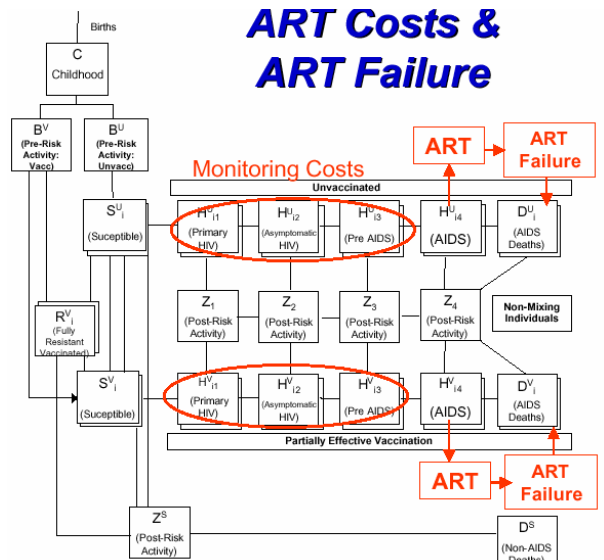 ART Costs &
ART Failure
Births
C
Childhood
B^V
(Pre-Risk
Activity:
Vacc)
B^U
(Pre-Risk
Activity:
Unvacc)
ART
ART
Failure
Monitoring Costs
Unvaccinated
S^U_i
(Suceptible)
H^U_i1
(Primary
HIV)
H^U_i2
(Asymptomatic
HIV)
H^U_i3
(Pre AIDS)
H^U_i4
(AIDS)
D^U_i
(AIDS
Deaths)
R^V_i
(Fully
Resistant
Vaccinated)
Z_1
(Post-Risk
Activity)
Z_2
(Post-Risk
Activity)
Z_3
(Post-Risk
Activity)
Z_4
(Post-Risk
Activity)
Non-Mixing
Individuals
S^V_i
(Suceptible)
H^V_i1
(Primary
HIV)
H^V_i2
(Asymptomatic
HIV)
H^V_i3
(Pre AIDS)
H^V_i4
(AIDS)
D^V_i
(AIDS
Deaths)
Partially Effective Vaccination
ART
ART
Failure
Z^S
(Post-Risk
Activity)
D^S
(Non-AIDS
Deaths)